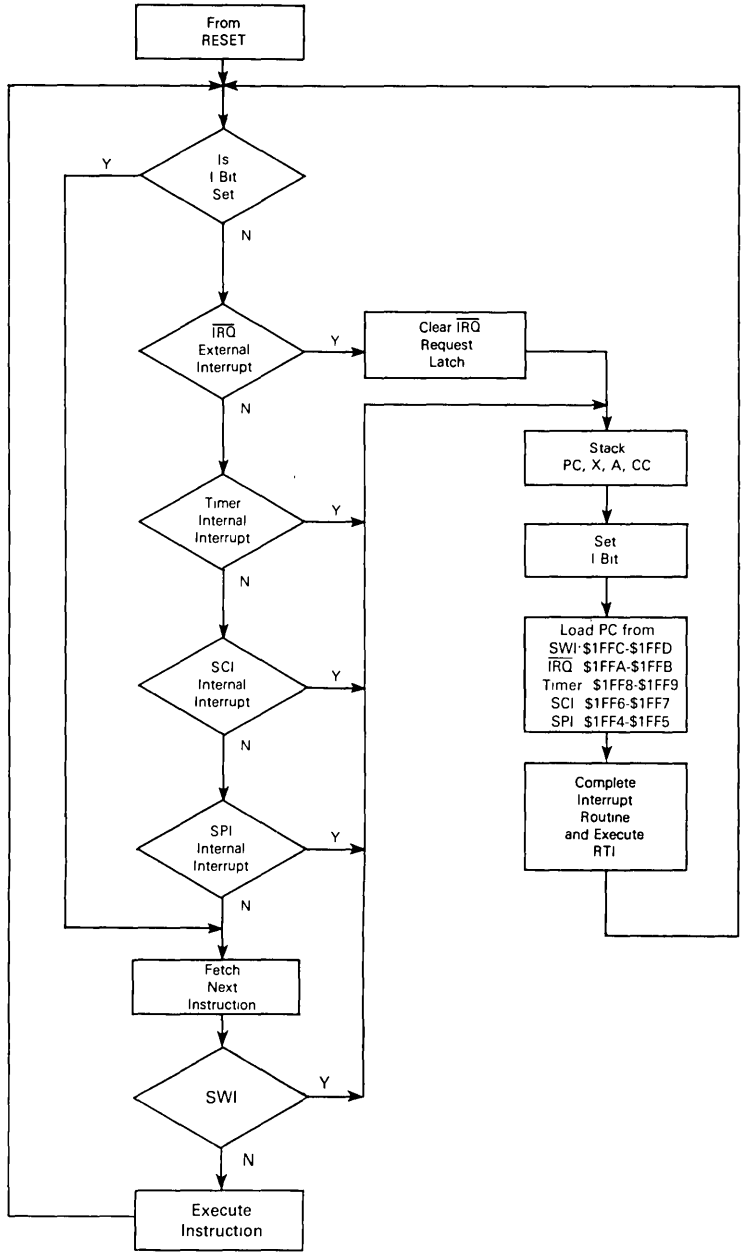 From
RESET
Y
Is
I Bit
Set
N
IRQ
External
Interrupt
Y
Clear IRQ
Request
Latch
N
Stack
PC, X, A, CC
Timer
Internal
Interrupt
Y
Set
I Bit
N
Load PC from
SWI $1FFC-$1FFD
IRQ $1FFA-$1FFB
Timer $1FF8-$1FF9
SCI $1FF6-$1FF7
SPI $1FF4-$1FF5
SCI
Internal
Interrupt
Y
N
Complete
Interrupt
Routine
and Execute
RTI
SPI
Internal
Interrupt
Y
N
Fetch
Next
Instruction
SWI
Y
N
Execute
Instruction